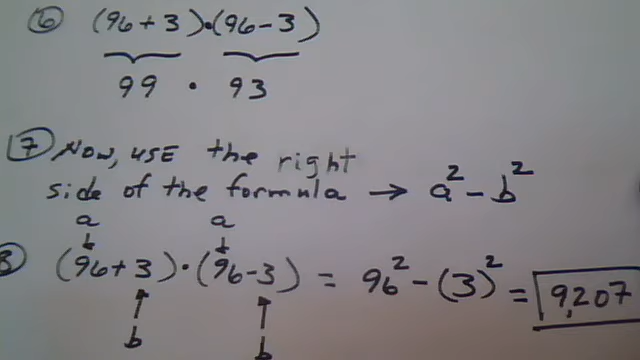 6 (96 + 3)•(96 - 3)
99 • 93
7 Now, use the right
side of the formula → a² - b²
a a
8 (96 + 3)•(96 - 3) = 96² - (3)² = 9,207
b b